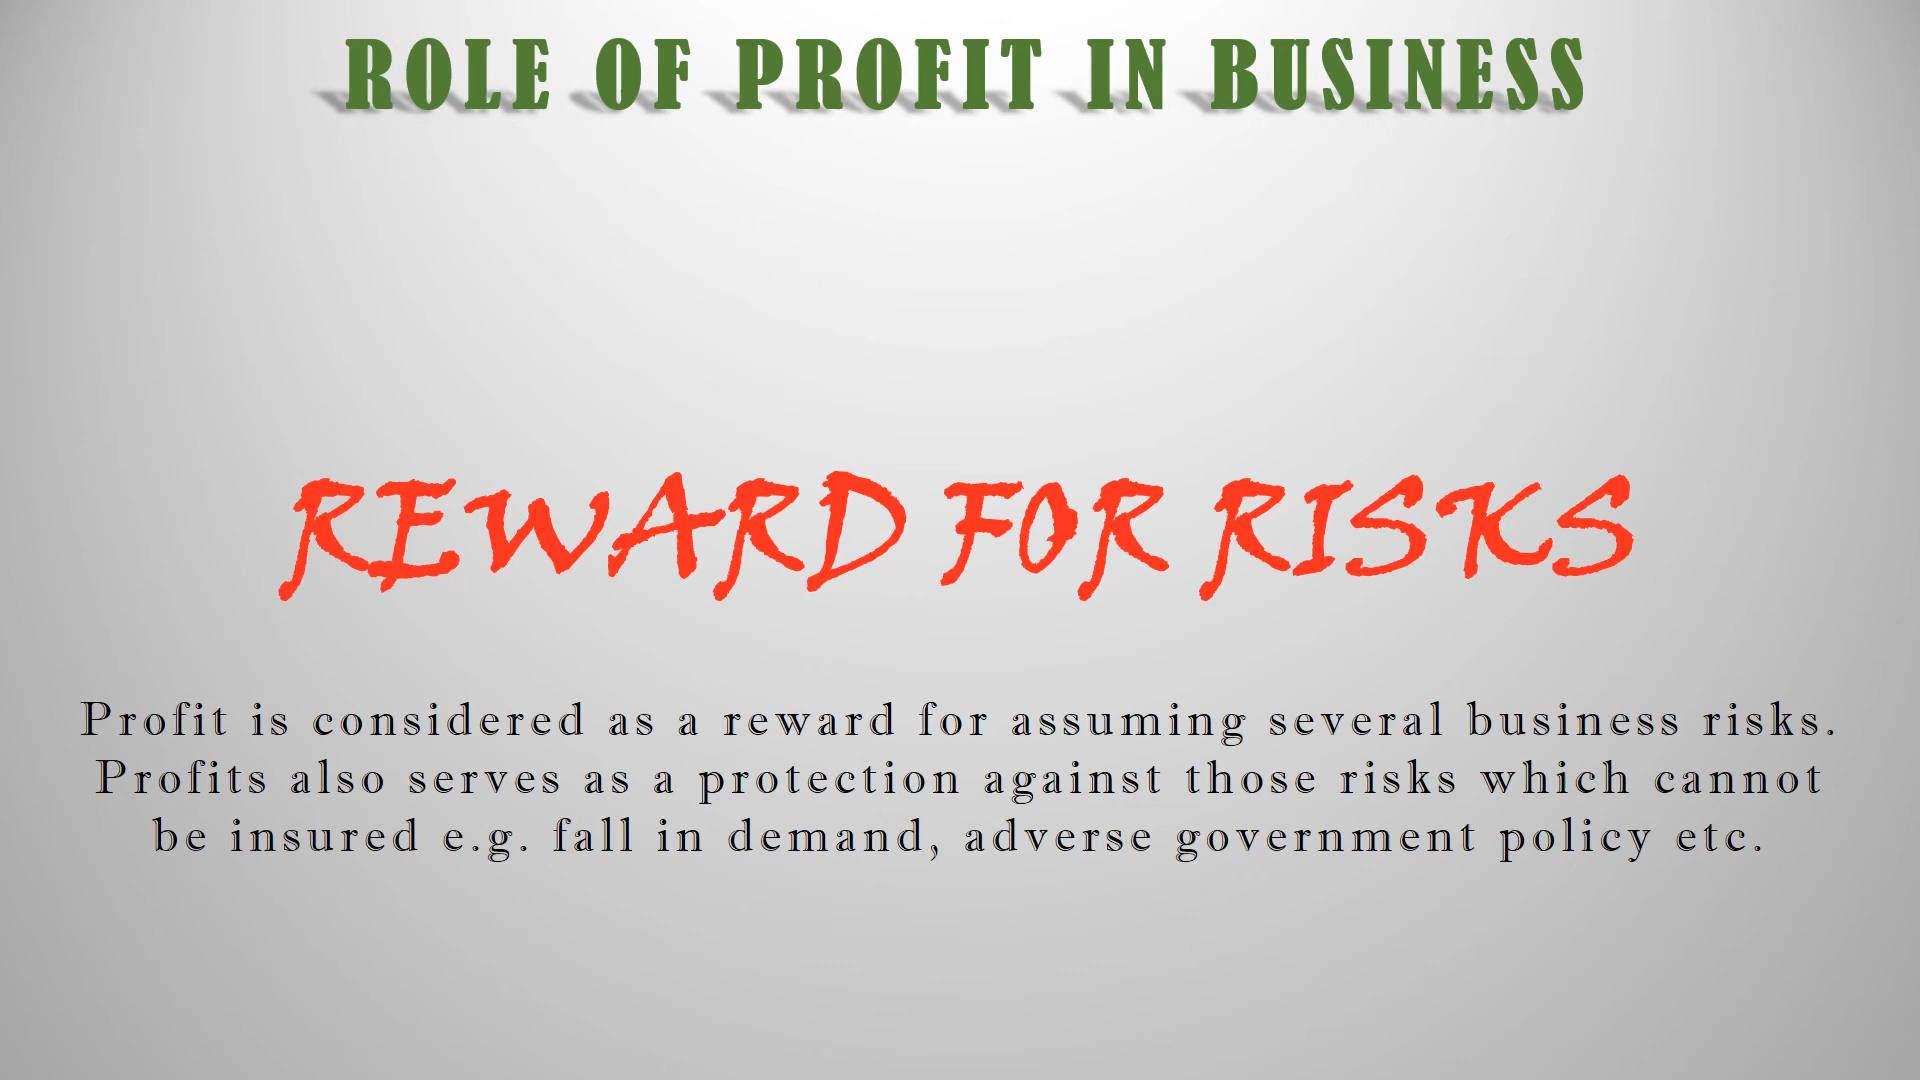 ROLE OF PROFIT IN BUSINESS
REWARD FOR RISKS
Profit is considered as a reward for assuming several business risks.
Profits also serves as a protection against those risks which cannot
be insured e.g. fall in demand, adverse government policy etc.